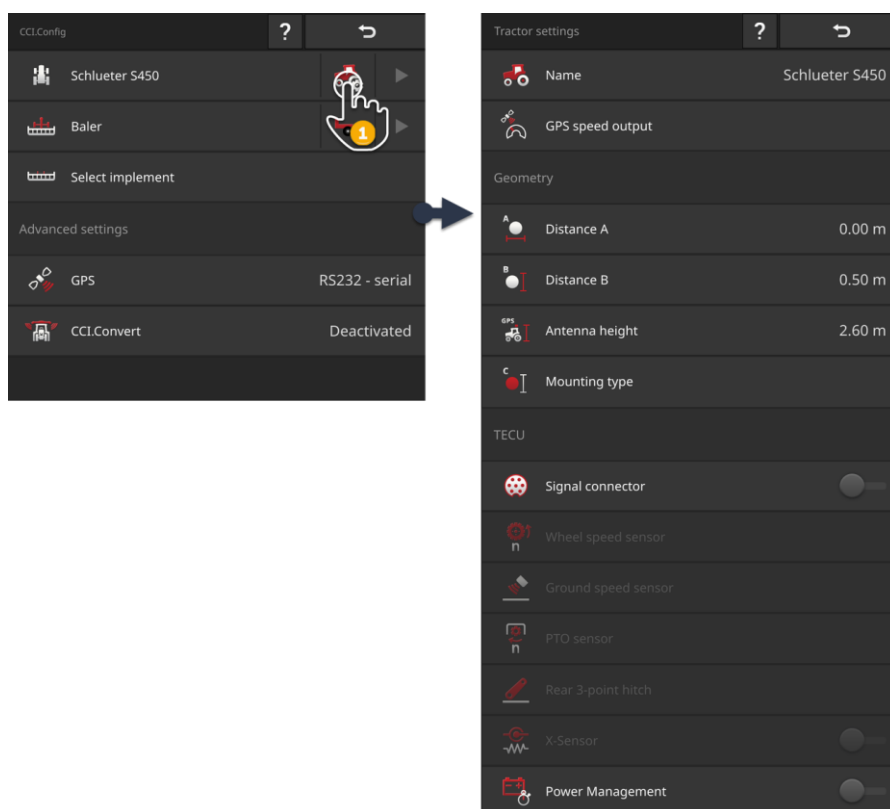 CCI.Config
?
Schlueter S450
Baler
1
Select implement
Advanced settings
GPS
RS232 - serial
CCI.Convert
Deactivated
Tractor settings
?
Name
Schlueter S450
GPS speed output
Geometry
A
Distance A
0.00 m
B
Distance B
0.50 m
GPS
Antenna height
2.60 m
C
Mounting type
TECU
Signal connector
n
Wheel speed sensor
Ground speed sensor
n
PTO sensor
Rear 3-point hitch
X-Sensor
Power Management